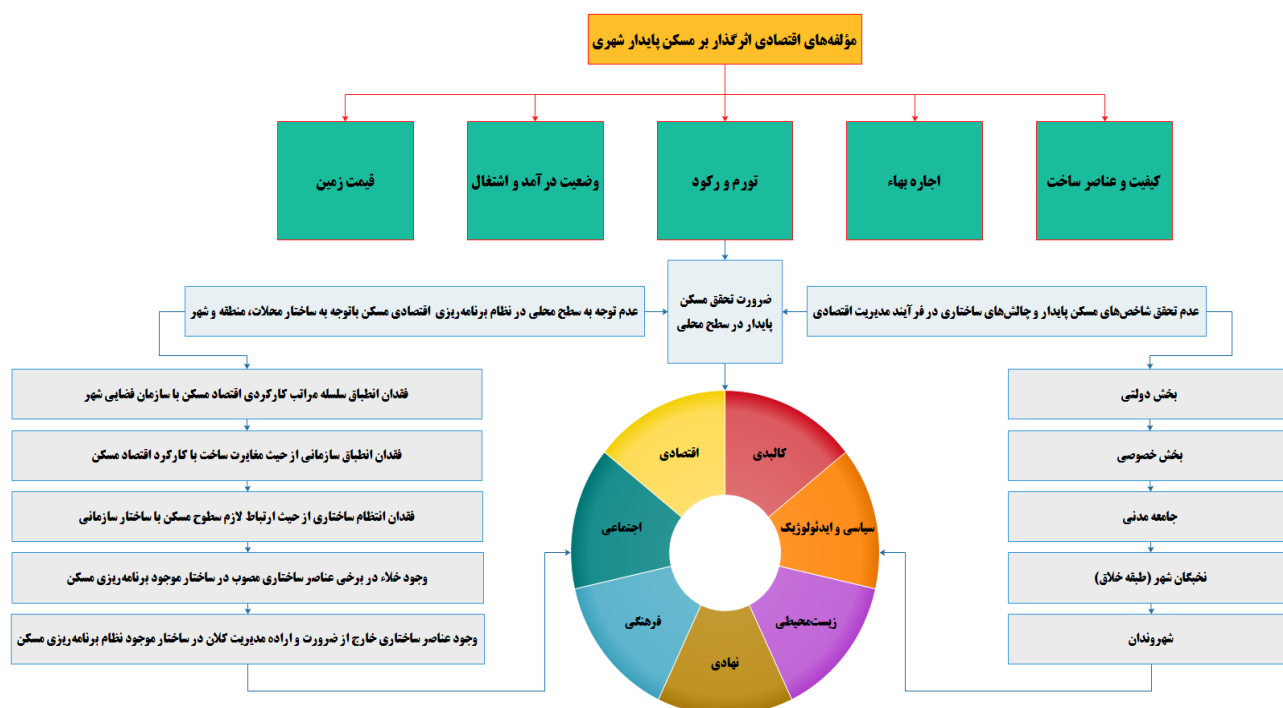 مؤلفه‌های اقتصادی اثرگذار بر مسکن پایدار شهری
کیفیت و عناصر ساخت
اجاره بهاء
تورم و رکود
وضعیت درآمد و اشتغال
قیمت زمین
ضرورت تحقق مسکن
پایدار در سطح محلی
عدم تحقق شاخص‌های مسکن پایدار و چالش‌های ساختاری در فرآیند مدیریت اقتصادی
عدم توجه به سطح محلی در نظام برنامه‌ریزی اقتصادی مسکن باتوجه به ساختار محلات، منطقه و شهر
بخش دولتی
بخش خصوصی
جامعه مدنی
نخبگان شهر (طبقه خلاق)
شهروندان
کالبدی
سیاسی و ایدئولوژیک
زیست‌محیطی
نهادی
فرهنگی
اجتماعی
اقتصادی
فقدان انطباق سلسله مراتب کارکردی اقتصاد مسکن با سازمان فضایی شهر
فقدان انطباق سازمانی از حیث مغایرت ساخت با کارکرد اقتصاد مسکن
فقدان انتظام ساختاری از حیث ارتباط لازم سطوح مسکن با ساختار سازمانی
وجود خلاء در برخی عناصر ساختاری مصوب در ساختار موجود برنامه‌ریزی مسکن
وجود عناصر ساختاری خارج از ضرورت و اراده مدیریت کلان در ساختار موجود نظام برنامه‌ریزی مسکن